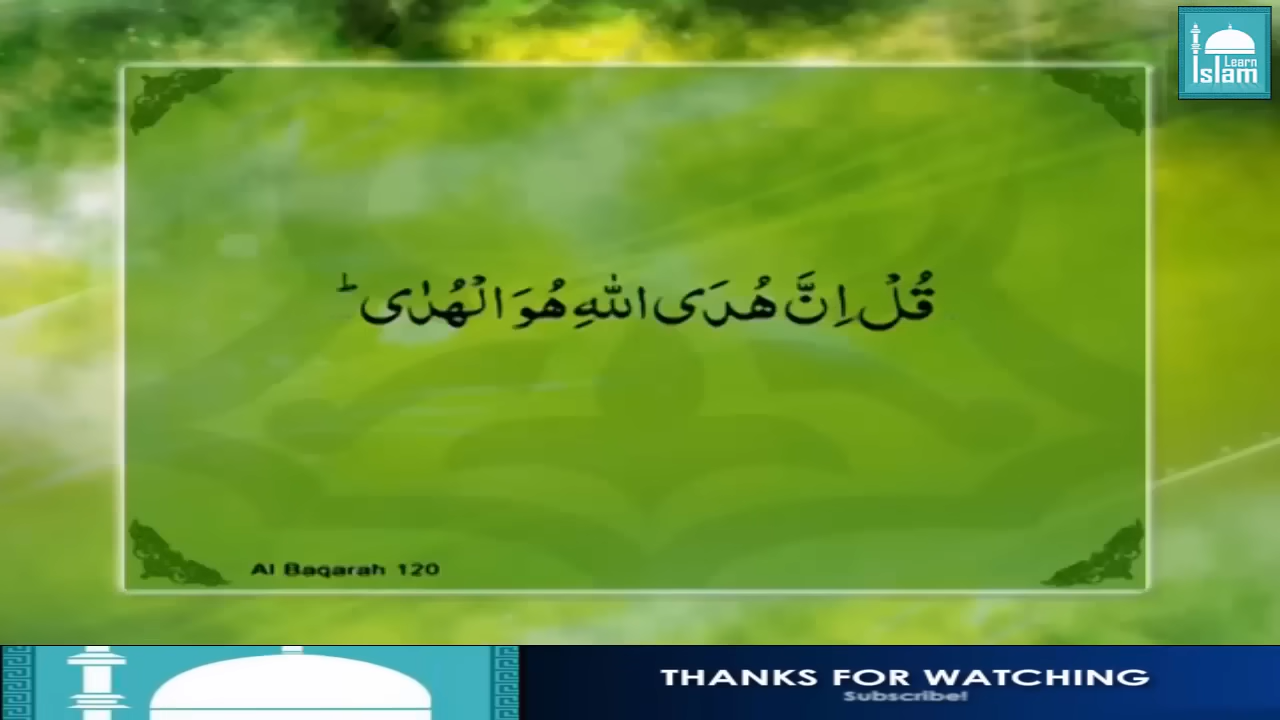 Learn
Islam
قُلْ اِنَّ هُدَى اللّٰهِ هُوَ الْهُدٰى ؕ
Al Baqarah 120
THANKS FOR WATCHING
Subscribe!